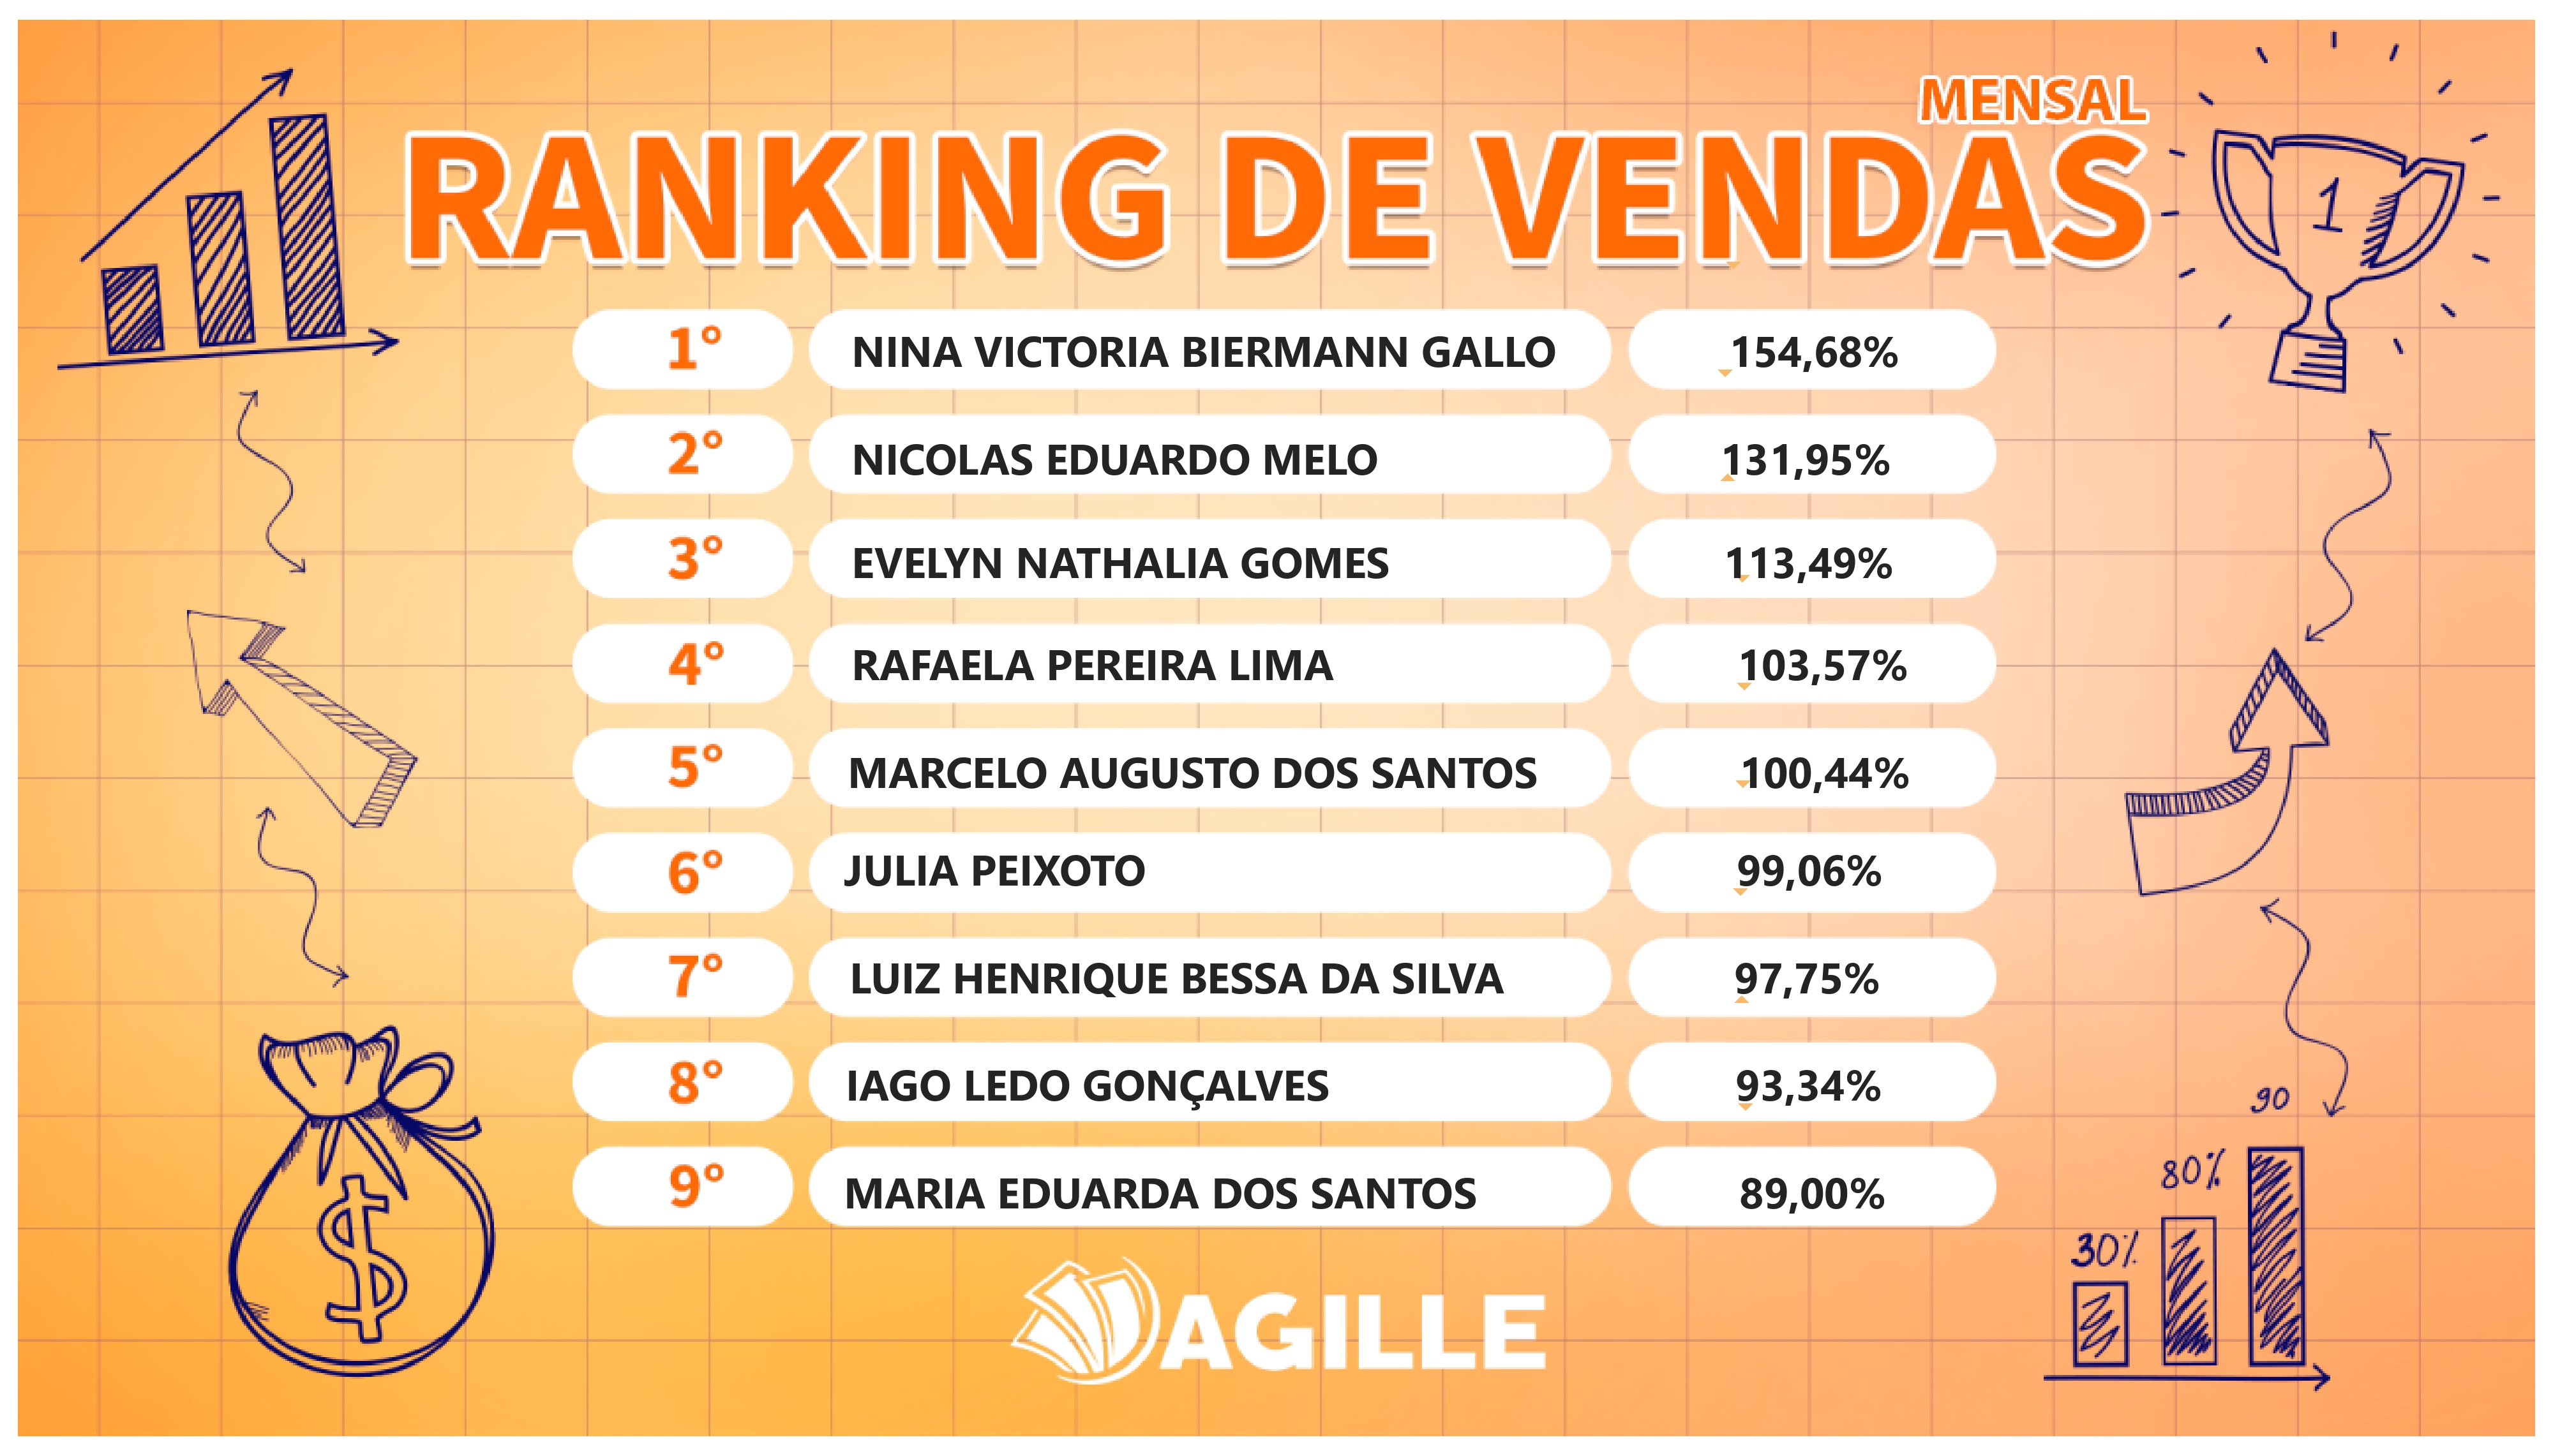 MENSAL
RANKING DE VENDAS
1
1° NINA VICTORIA BIERMANN GALLO 154,68%
2° NICOLAS EDUARDO MELO 131,95%
3° EVELYN NATHALIA GOMES 113,49%
4° RAFAELA PEREIRA LIMA 103,57%
5° MARCELO AUGUSTO DOS SANTOS 100,44%
6° JULIA PEIXOTO 99,06%
7° LUIZ HENRIQUE BESSA DA SILVA 97,75%
8° IAGO LEDO GONÇALVES 93,34%
9° MARIA EDUARDA DOS SANTOS 89,00%
$
90
80%
30%
AGILLE